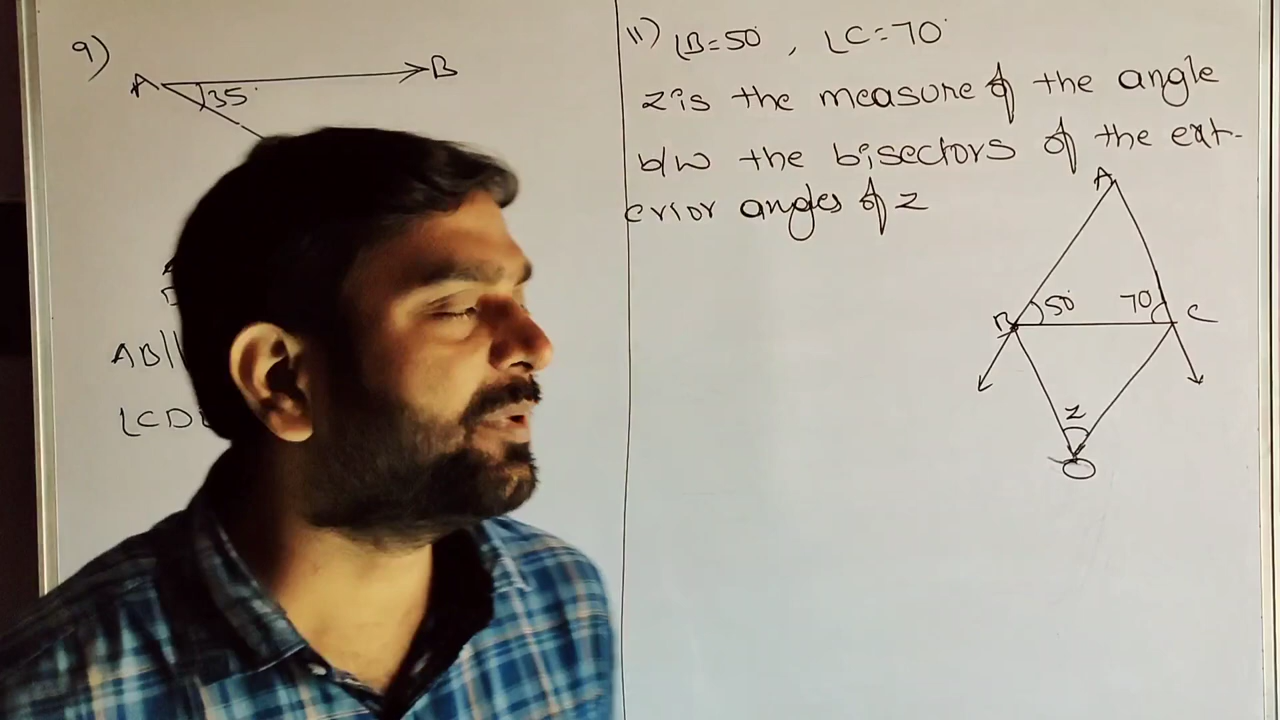 9)
A B
35°
AB||
∠CD
11) ∠B=50°, ∠C=70°
z is the measure of the angle
b/w the bisectors of the ext-
erior angles of z
A
B 50° 70° C
z
O